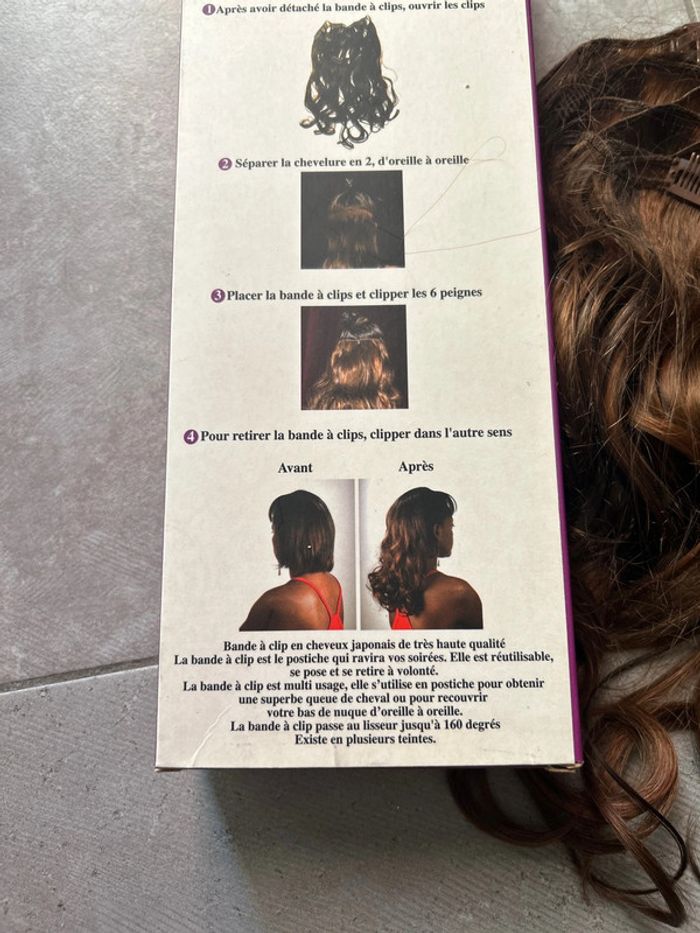 1 Après avoir détaché la bande à clips, ouvrir les clips
2 Séparer la chevelure en 2, d'oreille à oreille
3 Placer la bande à clips et clipper les 6 peignes
4 Pour retirer la bande à clips, clipper dans l'autre sens
Avant Après
Bande à clip en cheveux japonais de très haute qualité
La bande à clip est le postiche qui ravira vos soirées. Elle est réutilisable,
se pose et se retire à volonté.
La bande à clip est multi usage, elle s'utilise en postiche pour obtenir
une superbe queue de cheval ou pour recouvrir
votre bas de nuque d'oreille à oreille.
La bande à clip passe au lisseur jusqu'à 160 degrés
Existe en plusieurs teintes.